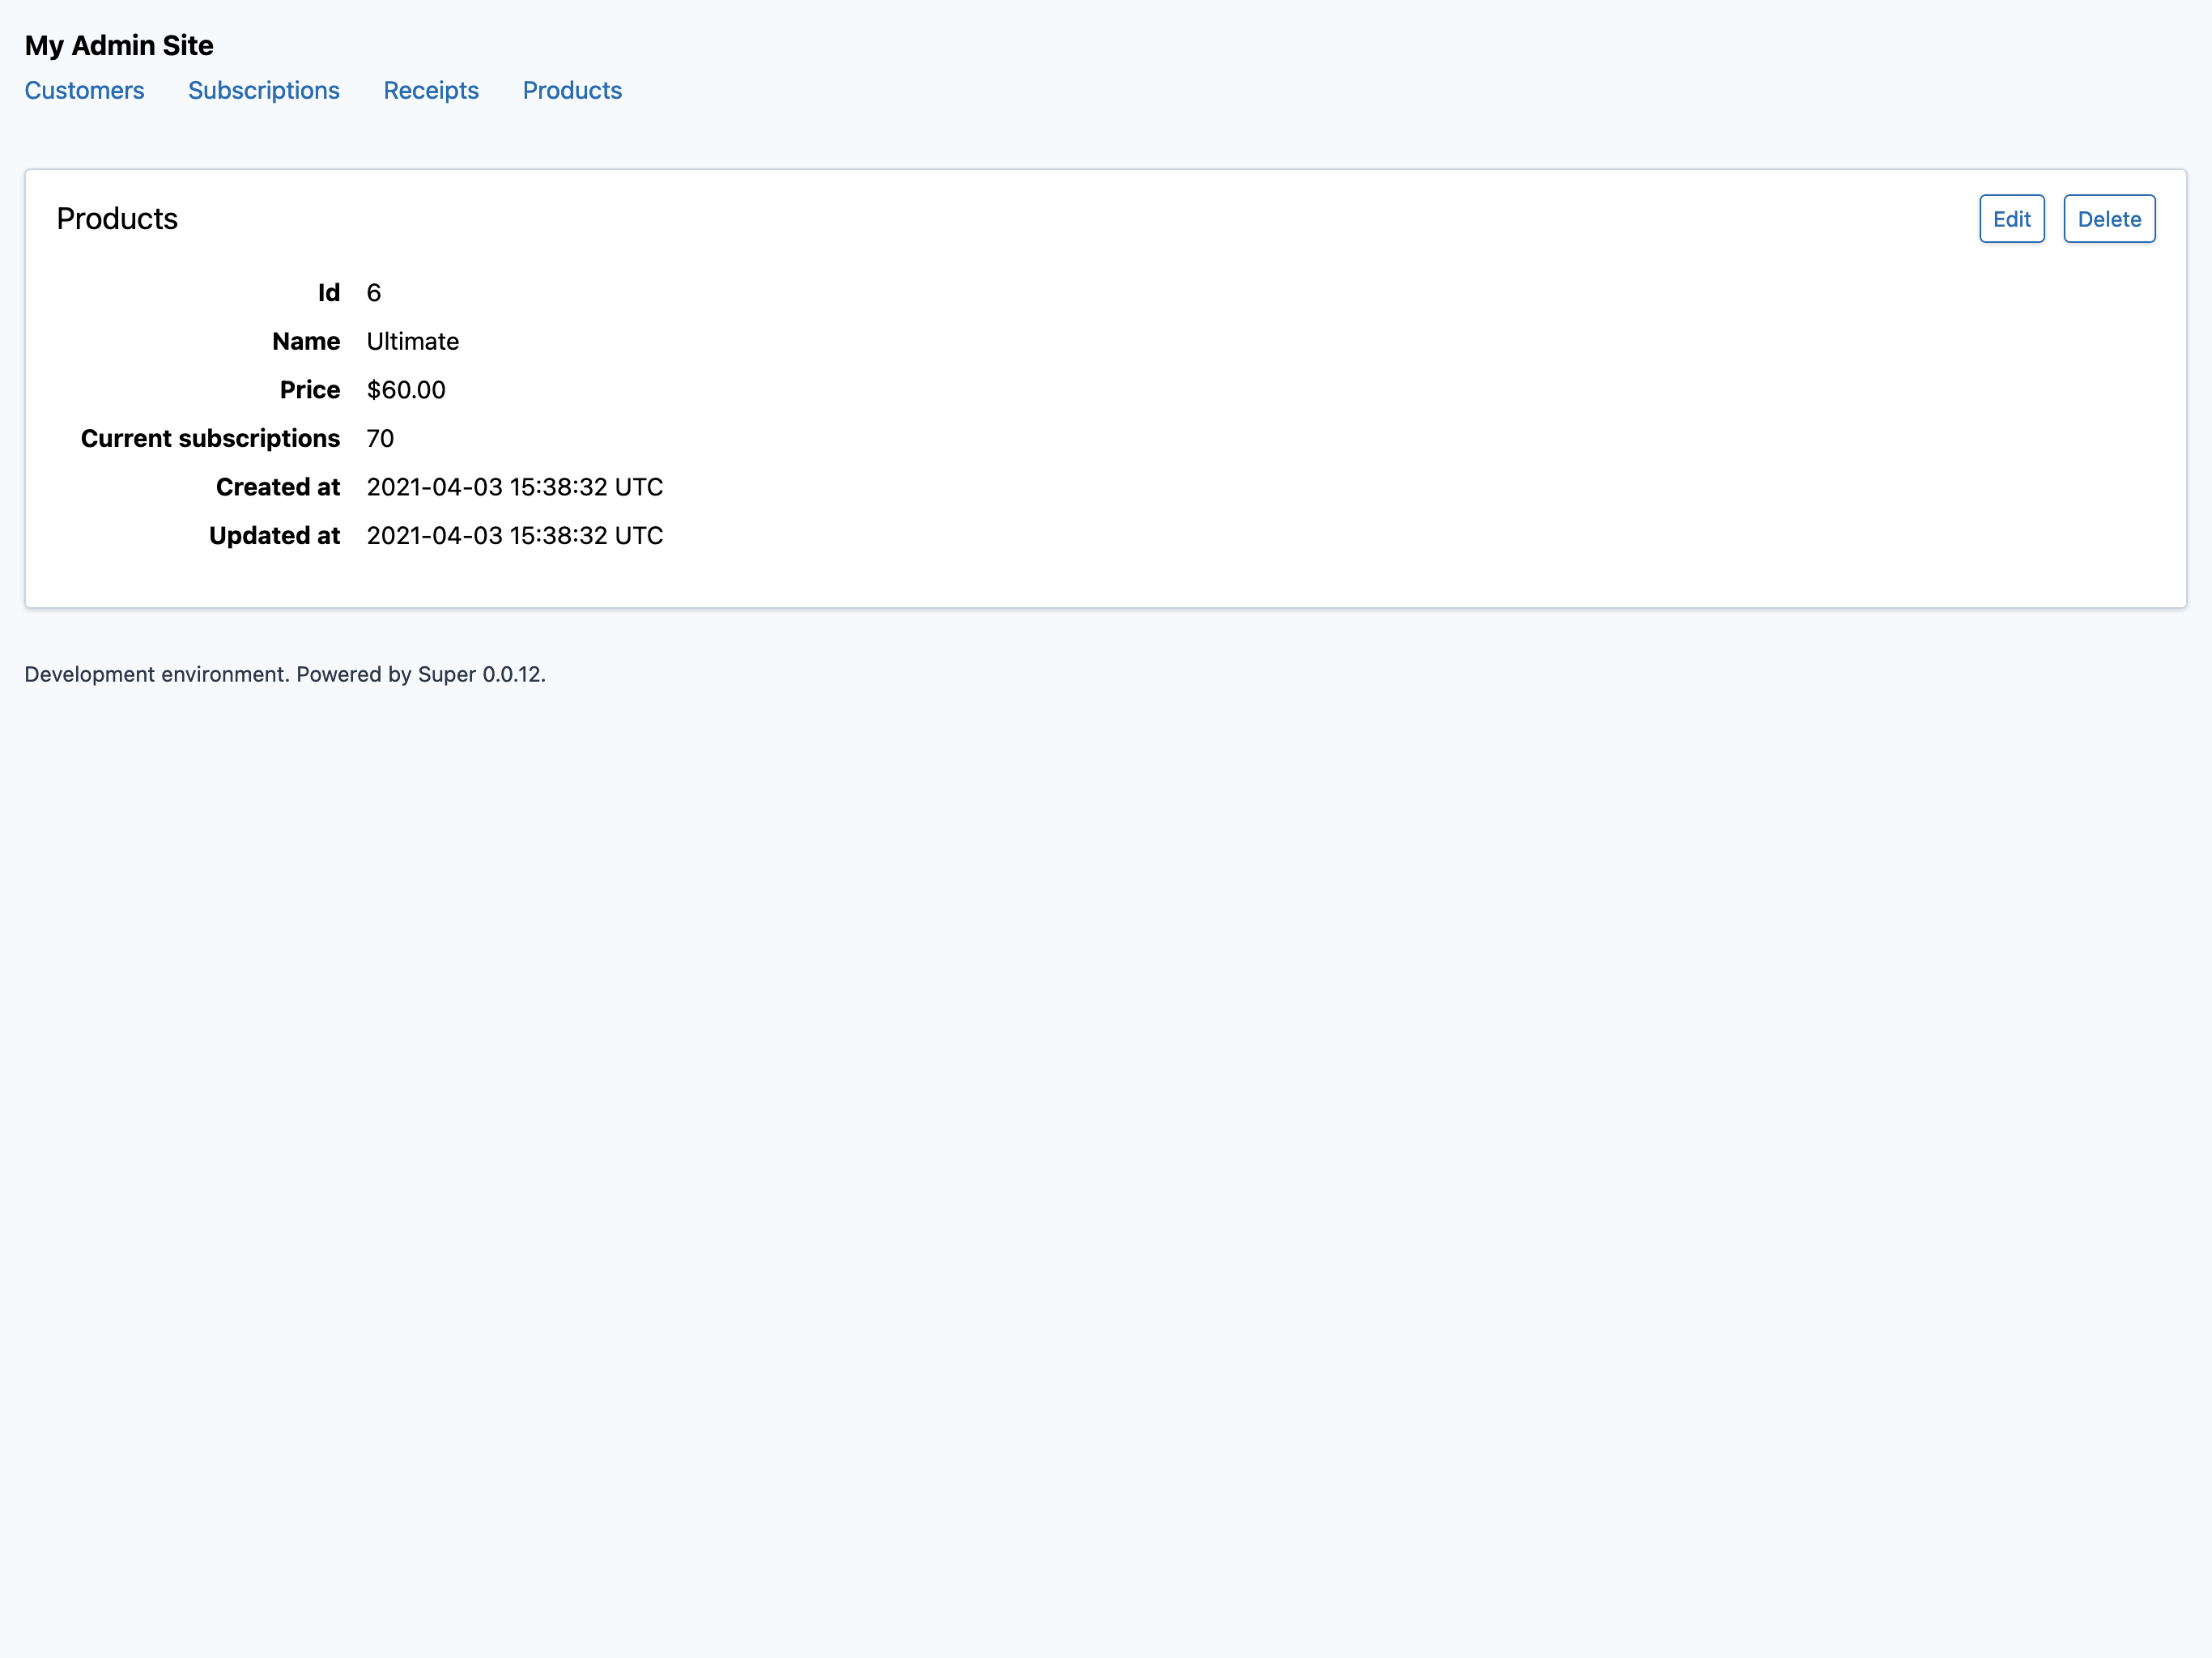 My Admin Site
Customers Subscriptions Receipts Products
Products Edit Delete
Id 6
Name Ultimate
Price $60.00
Current subscriptions 70
Created at 2021-04-03 15:38:32 UTC
Updated at 2021-04-03 15:38:32 UTC
Development environment. Powered by Super 0.0.12.